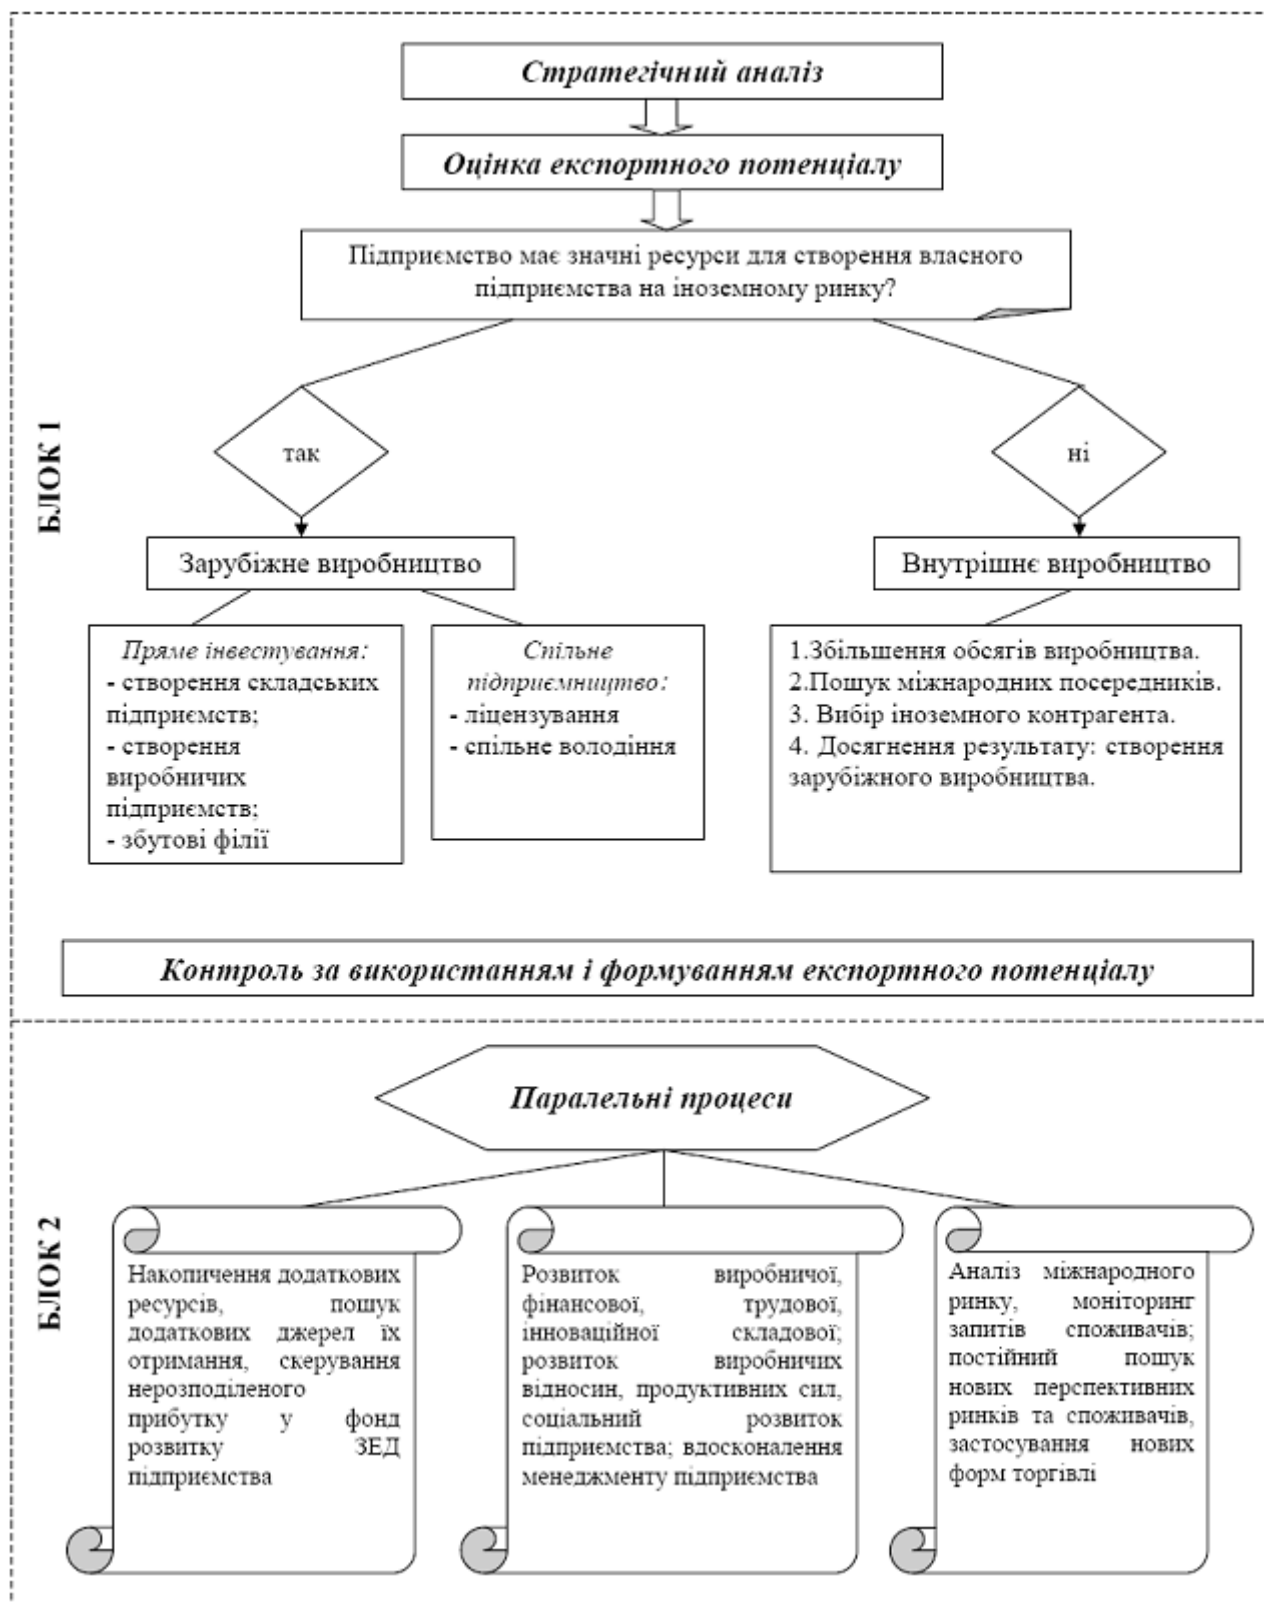 Стратегічний аналіз
Оцінка експортного потенціалу
Підприємство має значні ресурси для створення власного
підприємства на іноземному ринку?
так
ні
БЛОК 1
Зарубіжне виробництво
Внутрішнє виробництво
Пряме інвестування:
- створення складських
підприємств;
- створення
виробничих
підприємств;
- збутові філії
Спільне
підприємництво:
- ліцензування
- спільне володіння
1.Збільшення обсягів виробництва.
2.Пошук міжнародних посередників.
3. Вибір іноземного контрагента.
4. Досягнення результату: створення
зарубіжного виробництва.
Контроль за використанням і формуванням експортного потенціалу
Паралельні процеси
БЛОК 2
Накопичення додаткових
ресурсів, пошук
додаткових джерел їх
отримання, скерування
нерозподіленого
прибутку у фонд
розвитку ЗЕД
підприємства
Розвиток виробничої,
фінансової, трудової,
інноваційної складової;
розвиток виробничих
відносин, продуктивних сил,
соціальний розвиток
підприємства; вдосконалення
менеджменту підприємства
Аналіз міжнародного
ринку, моніторинг
запитів споживачів;
постійний пошук
нових перспективних
ринків та споживачів,
застосування нових
форм торгівлі